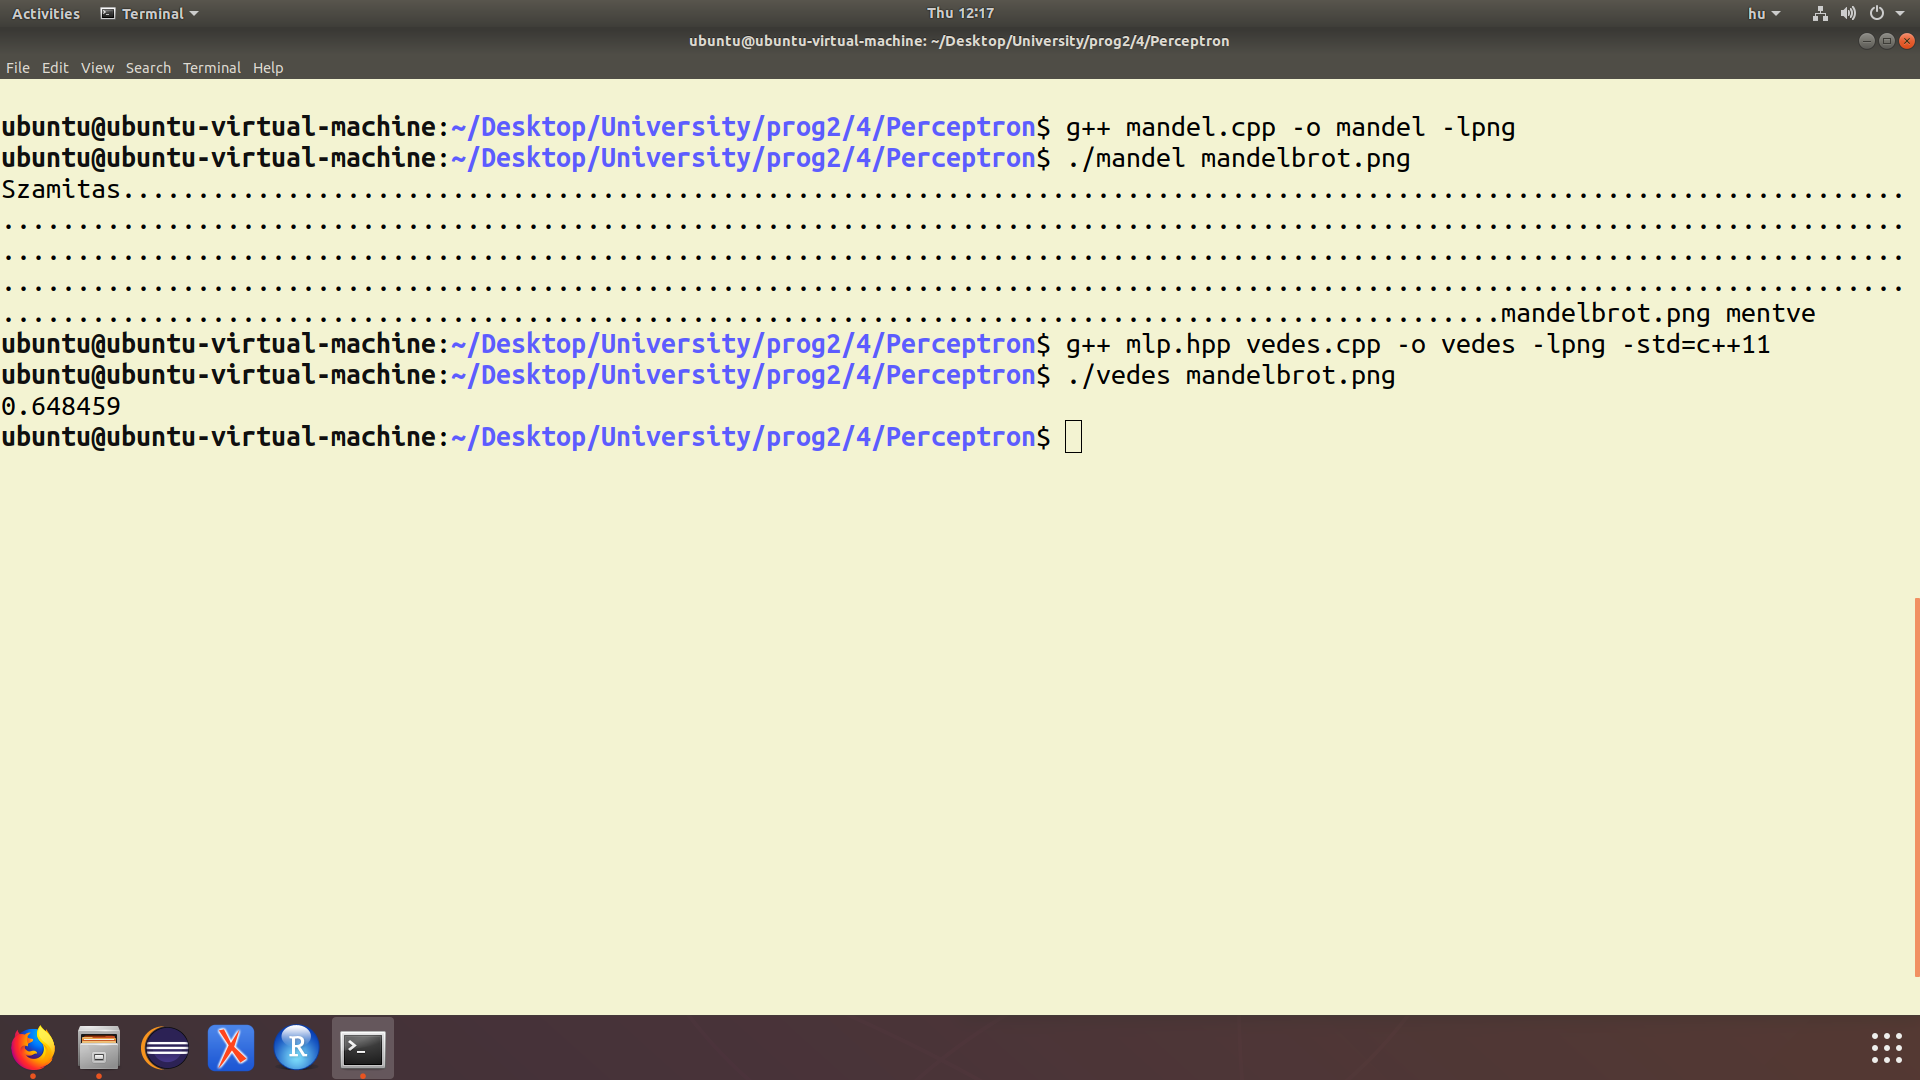 Activities Terminal Thu 12:17 hu
ubuntu@ubuntu-virtual-machine: ~/Desktop/University/prog2/4/Perceptron
File Edit View Search Terminal Help
ubuntu@ubuntu-virtual-machine:~/Desktop/University/prog2/4/Perceptron$ g++ mandel.cpp -o mandel -lpng
ubuntu@ubuntu-virtual-machine:~/Desktop/University/prog2/4/Perceptron$ ./mandel mandelbrot.png
Szamitas.......................................................................................................................
...............................................................................................................................
...............................................................................................................................
...............................................................................................................................
....................................................................................................mandelbrot.png mentve
ubuntu@ubuntu-virtual-machine:~/Desktop/University/prog2/4/Perceptron$ g++ mlp.hpp vedes.cpp -o vedes -lpng -std=c++11
ubuntu@ubuntu-virtual-machine:~/Desktop/University/prog2/4/Perceptron$ ./vedes mandelbrot.png
0.648459
ubuntu@ubuntu-virtual-machine:~/Desktop/University/prog2/4/Perceptron$
R